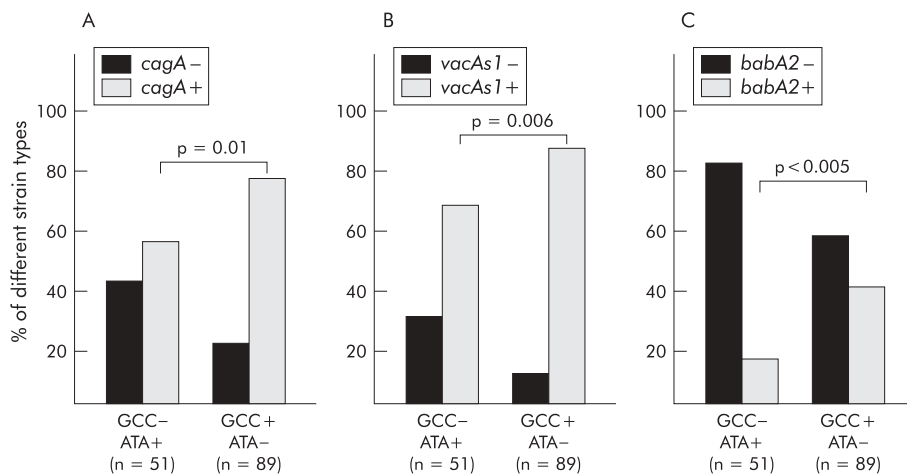 A
cagA −
cagA +
% of different strain types
100
80
60
40
20
p = 0.01
GCC− ATA+ (n = 51)
GCC+ ATA− (n = 89)
B
vacAs1 −
vacAs1 +
100
80
60
40
20
p = 0.006
GCC− ATA+ (n = 51)
GCC+ ATA− (n = 89)
C
babA2 −
babA2 +
100
80
60
40
20
p<0.005
GCC− ATA+ (n = 51)
GCC+ ATA− (n = 89)